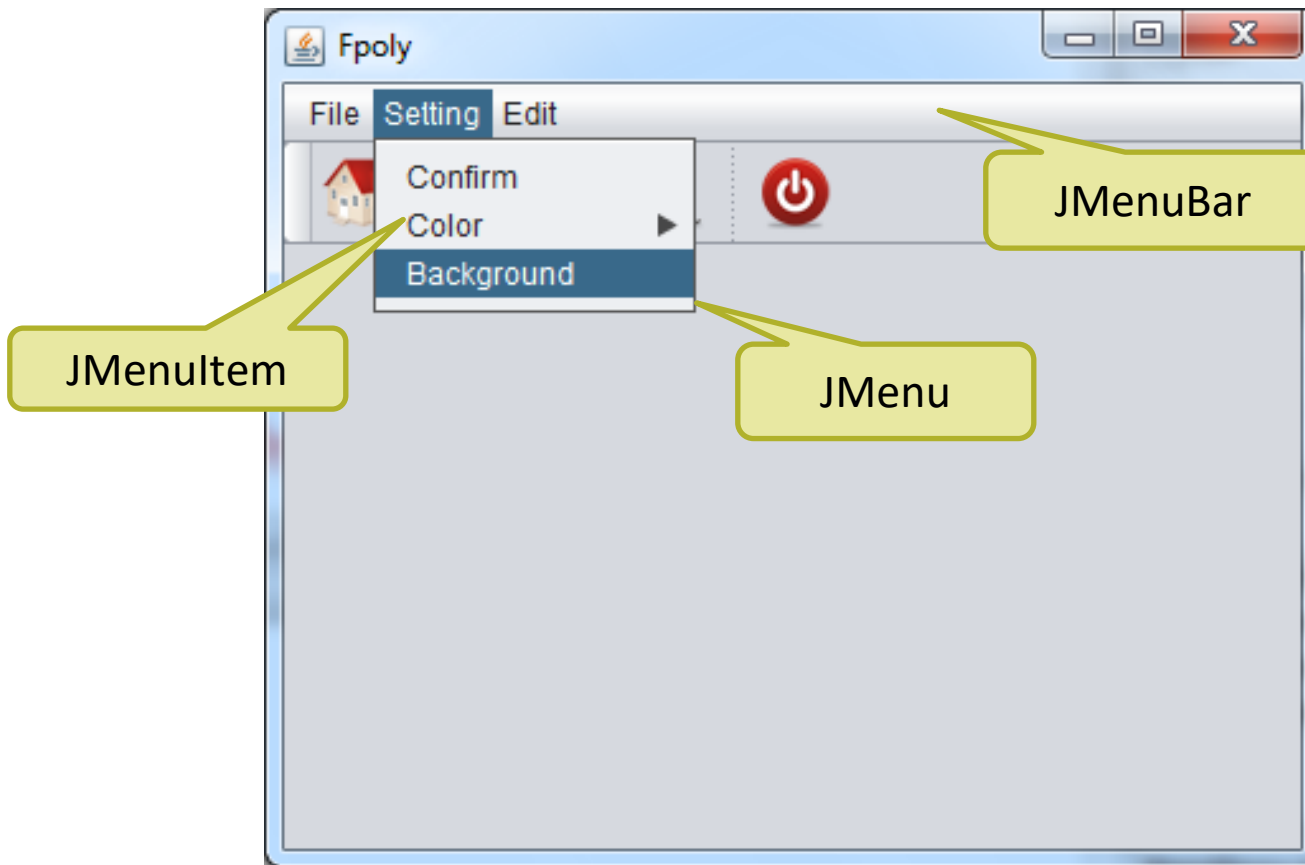 Fpoly
File Setting Edit
Confirm
Color
Background
JMenuBar
JMenuItem
JMenu